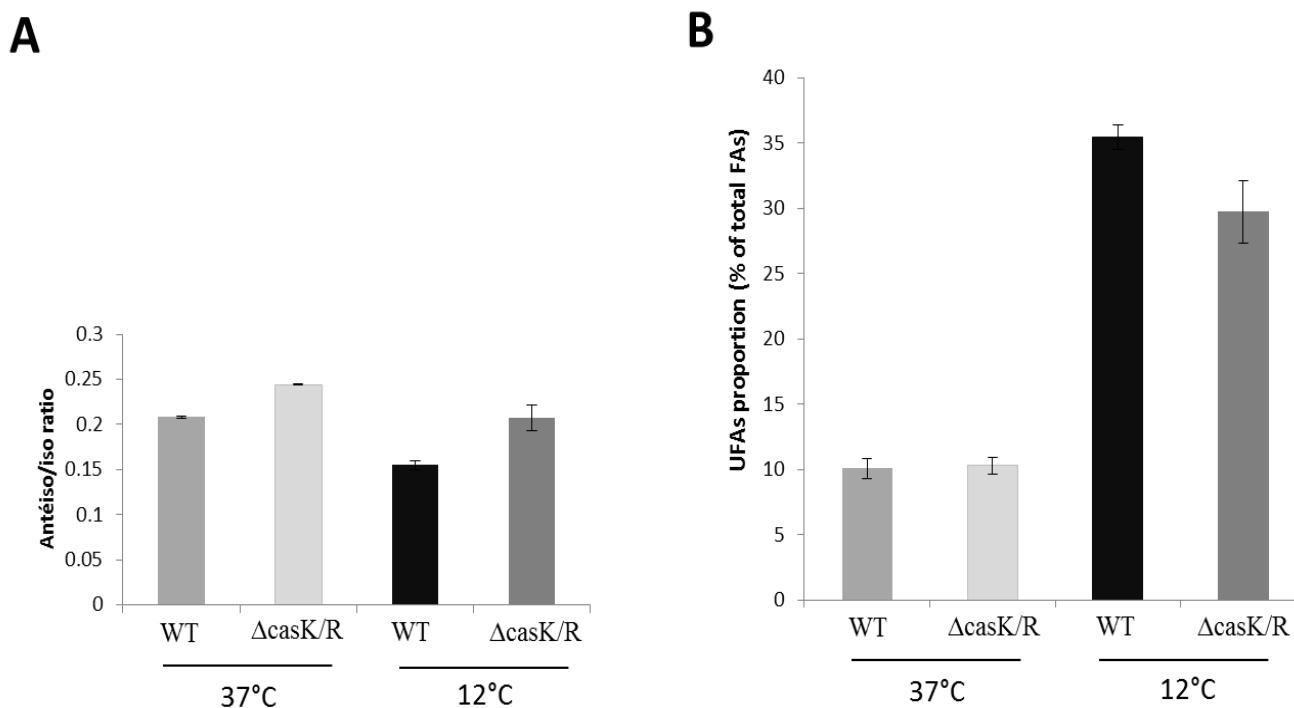 A
Antéiso/iso ratio
0.3
0.25
0.2
0.15
0.1
0.05
0
WT
ΔcasK/R
WT
ΔcasK/R
37°C
12°C
B
UFAs proportion (% of total FAs)
40
35
30
25
20
15
10
5
0
WT
ΔcasK/R
WT
ΔcasK/R
37°C
12°C